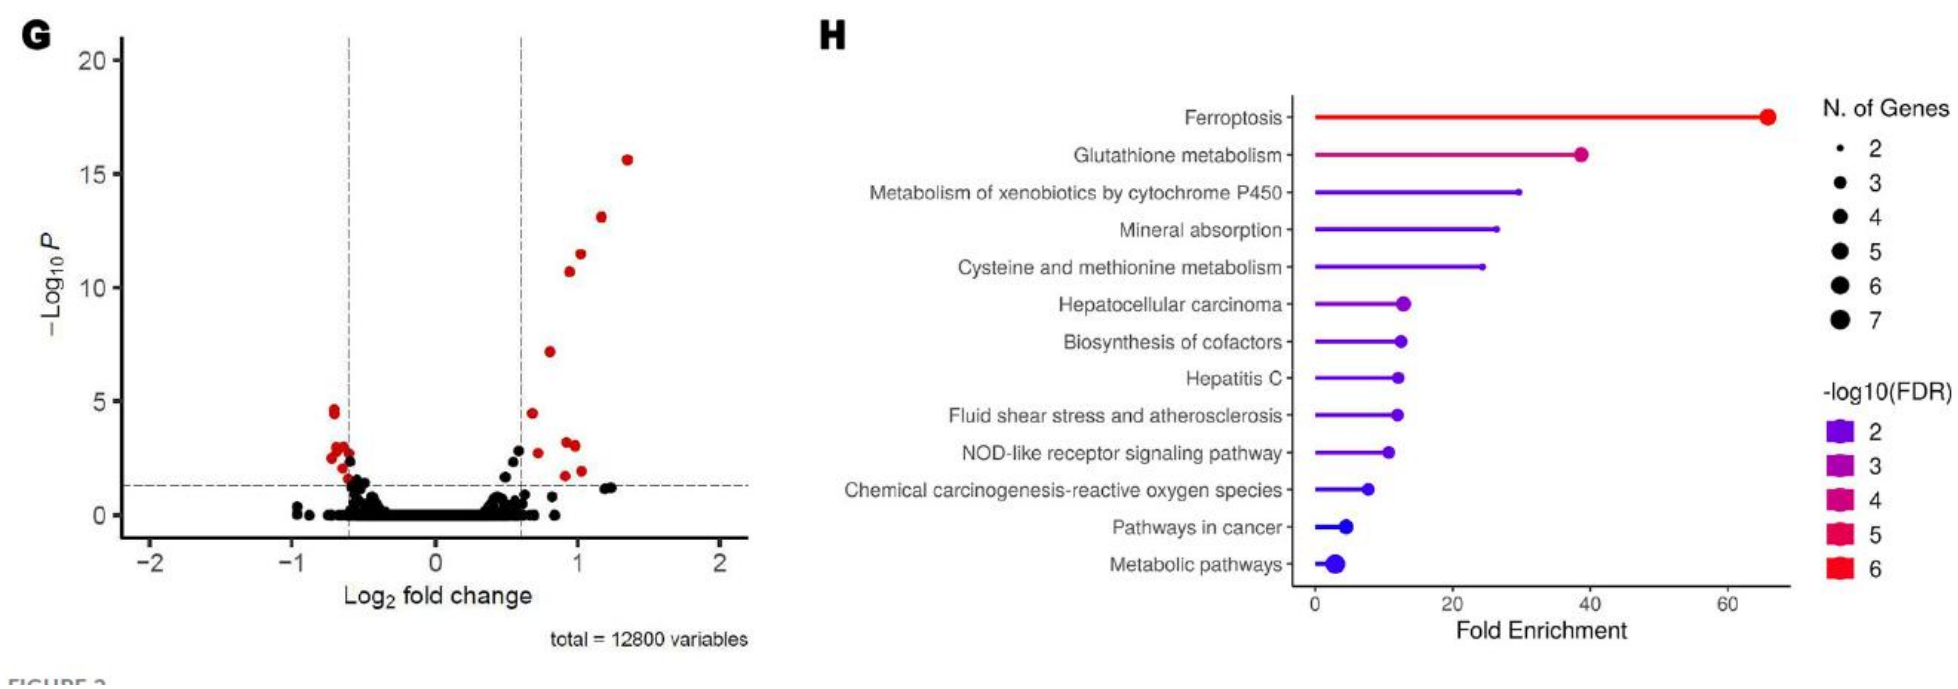 G
20
15
10
5
0
−Log10 P
−2 −1 0 1 2
Log2 fold change
total = 12800 variables
H
Ferroptosis
Glutathione metabolism
Metabolism of xenobiotics by cytochrome P450
Mineral absorption
Cysteine and methionine metabolism
Hepatocellular carcinoma
Biosynthesis of cofactors
Hepatitis C
Fluid shear stress and atherosclerosis
NOD-like receptor signaling pathway
Chemical carcinogenesis-reactive oxygen species
Pathways in cancer
Metabolic pathways
0 20 40 60
Fold Enrichment
N. of Genes
2
3
4
5
6
7
-log10(FDR)
2
3
4
5
6